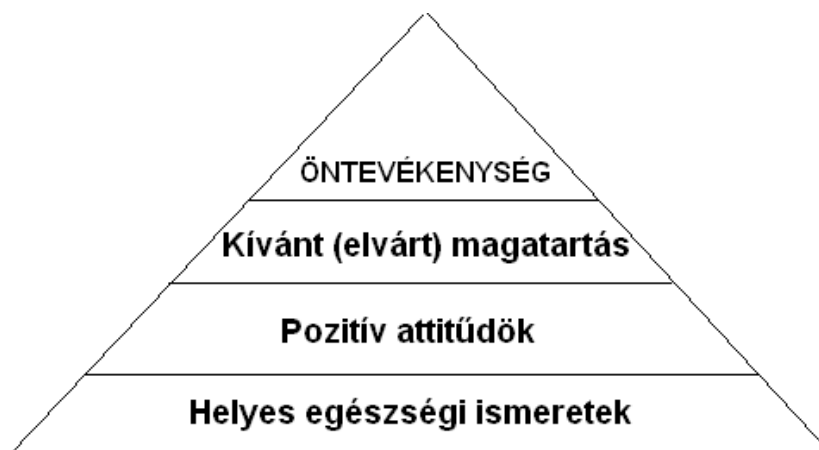 ÖNTEVÉKENYSÉG
Kívánt (elvárt) magatartás
Pozitív attitűdök
Helyes egészségi ismeretek